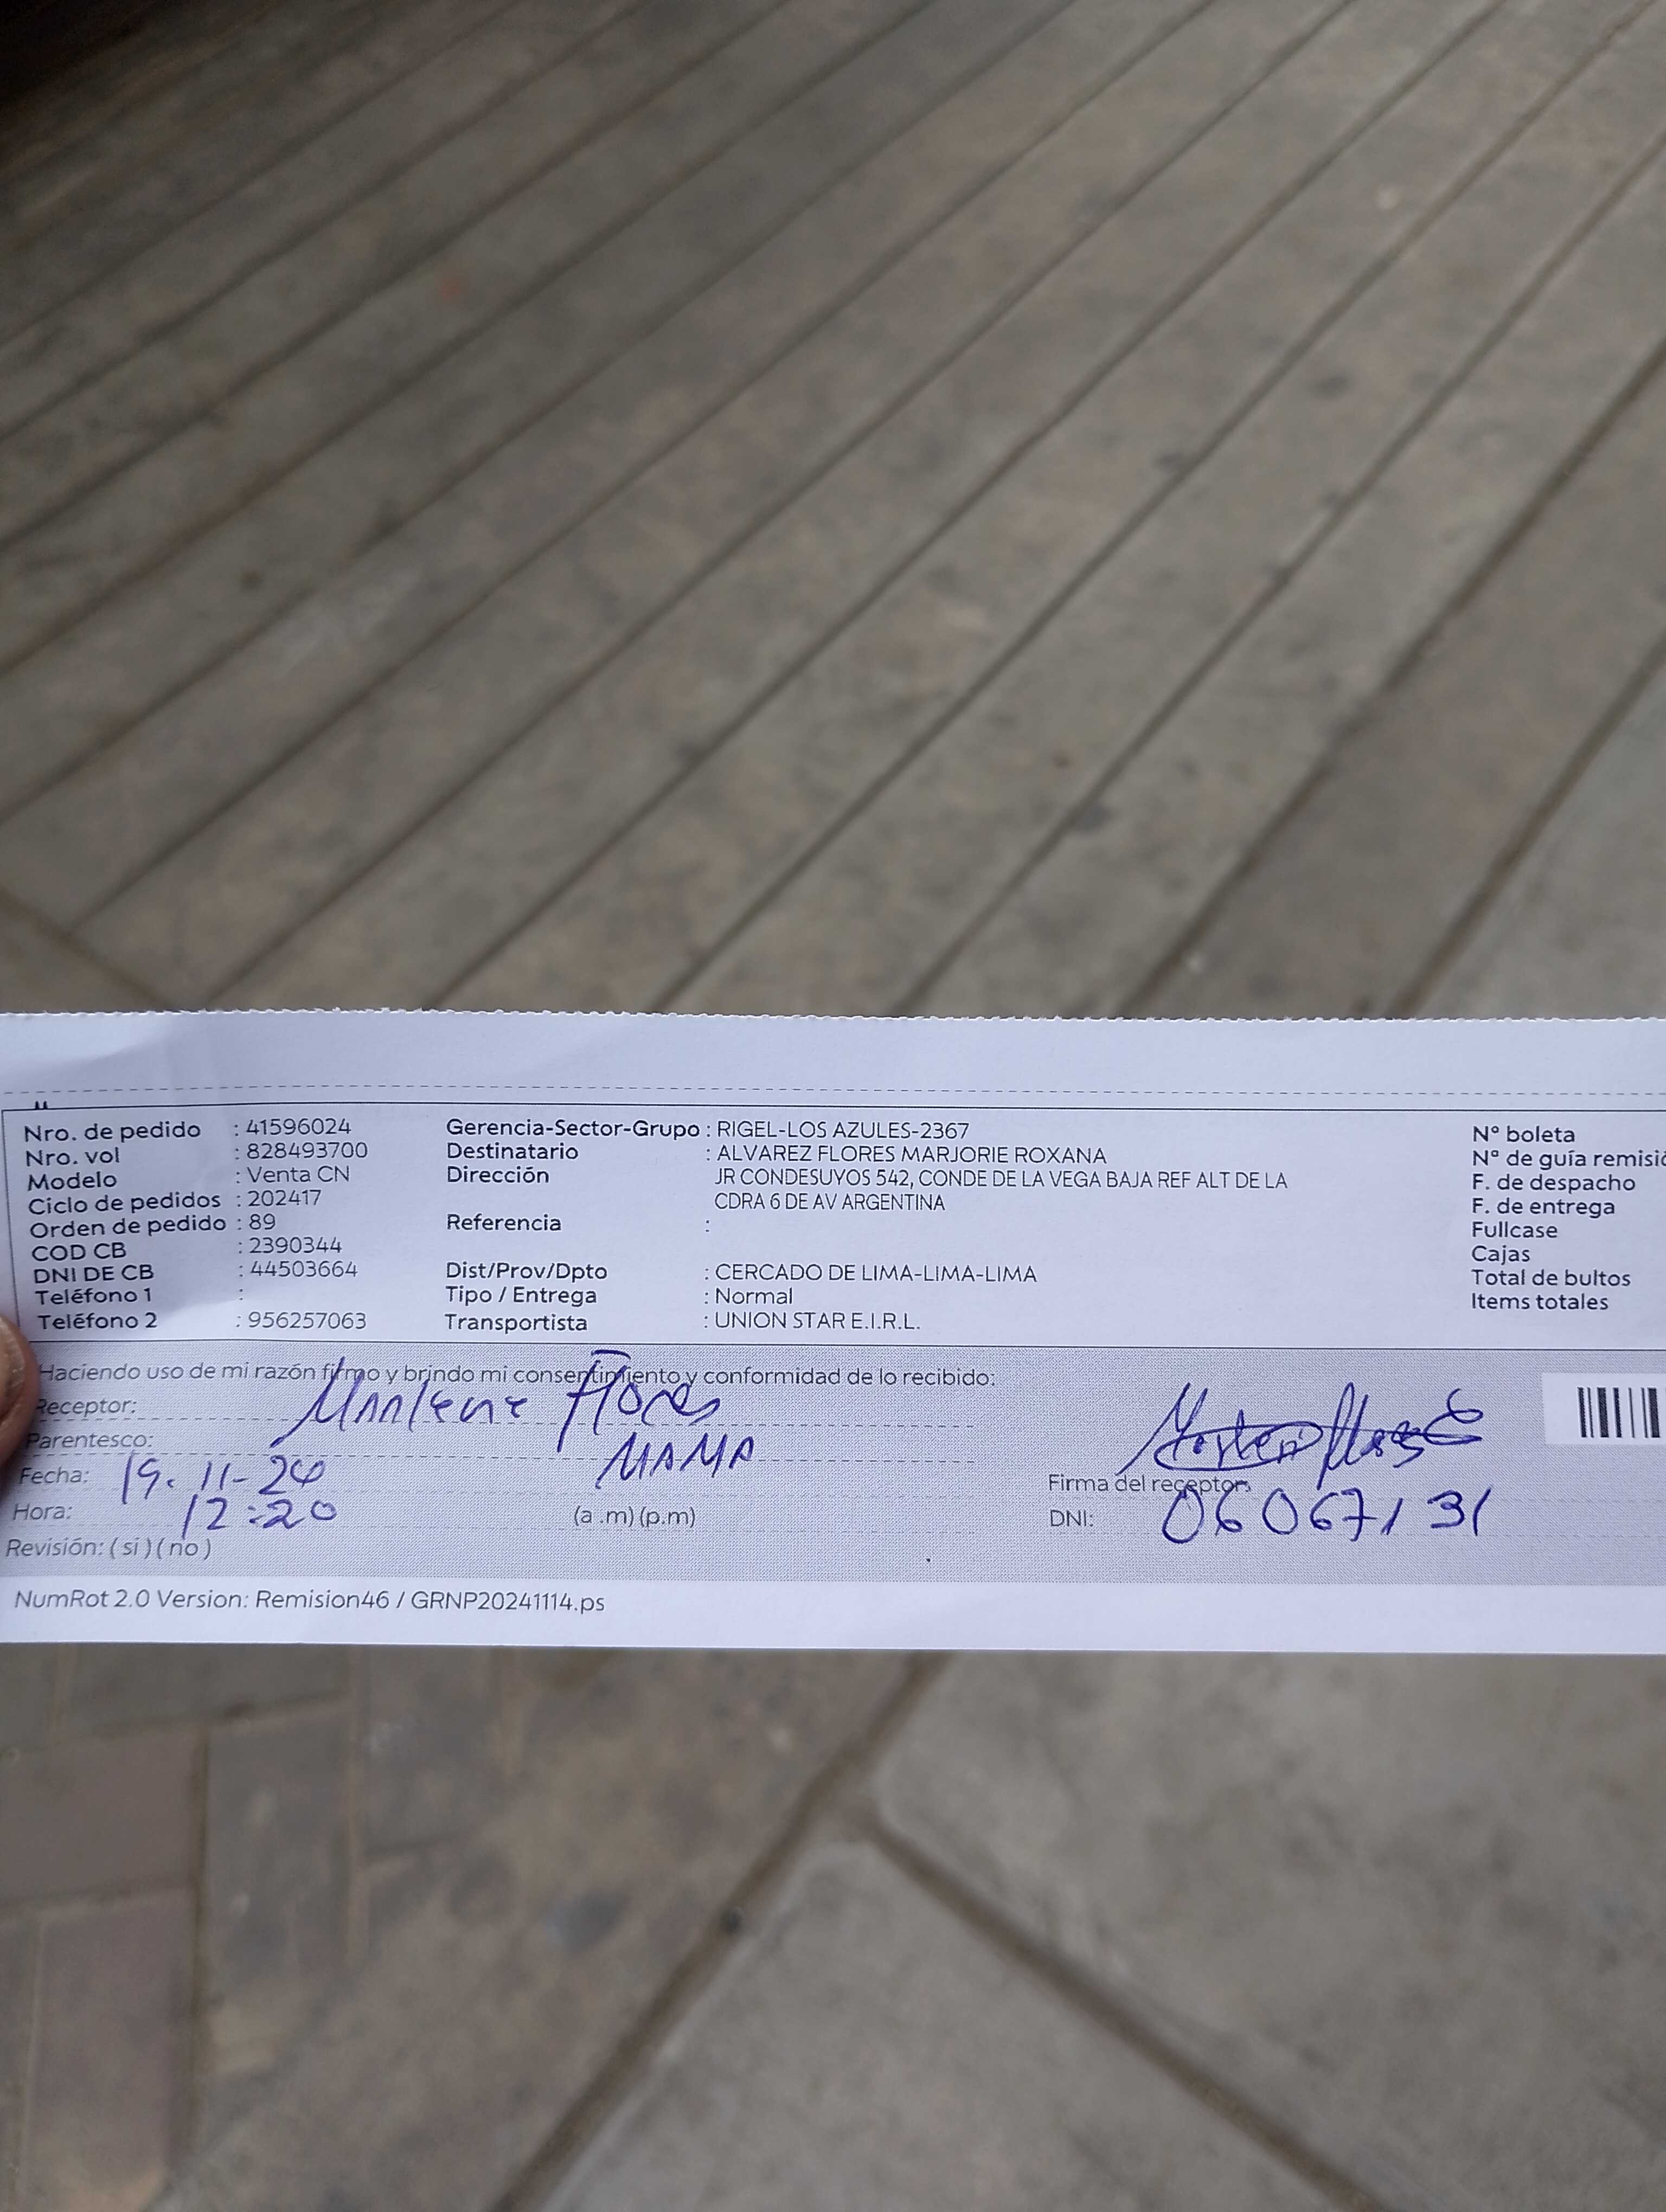 Nro. de pedido : 41596024
Nro. vol : 828493700
Modelo : Venta CN
Ciclo de pedidos : 202417
Orden de pedido : 89
COD CB : 2390344
DNI DE CB : 44503664
Teléfono 1 :
Teléfono 2 : 956257063
Gerencia-Sector-Grupo : RIGEL-LOS AZULES-2367
Destinatario : ALVAREZ FLORES MARJORIE ROXANA
Dirección JR CONDESUYOS 542, CONDE DE LA VEGA BAJA REF ALT DE LA
CDRA 6 DE AV ARGENTINA
Referencia :
Dist/Prov/Dpto : CERCADO DE LIMA-LIMA-LIMA
Tipo / Entrega : Normal
Transportista : UNION STAR E.I.R.L.
N° boleta
N° de guía
F. de despacho
F. de entrega
Fullcase
Cajas
Total de bultos
Items totales
Haciendo uso de mi razón firmo y brindo mi consentimiento y conformidad de lo recibido:
Receptor: Marlene Flores
Parentesco: MAMA
Fecha: 19-11-24
Hora: 12:20 (a .m) (p.m)
Revisión: ( si ) ( no )
Firma del receptor:
DNI: 06067131
NumRot 2.0 Version: Remision46 / GRNP20241114.ps